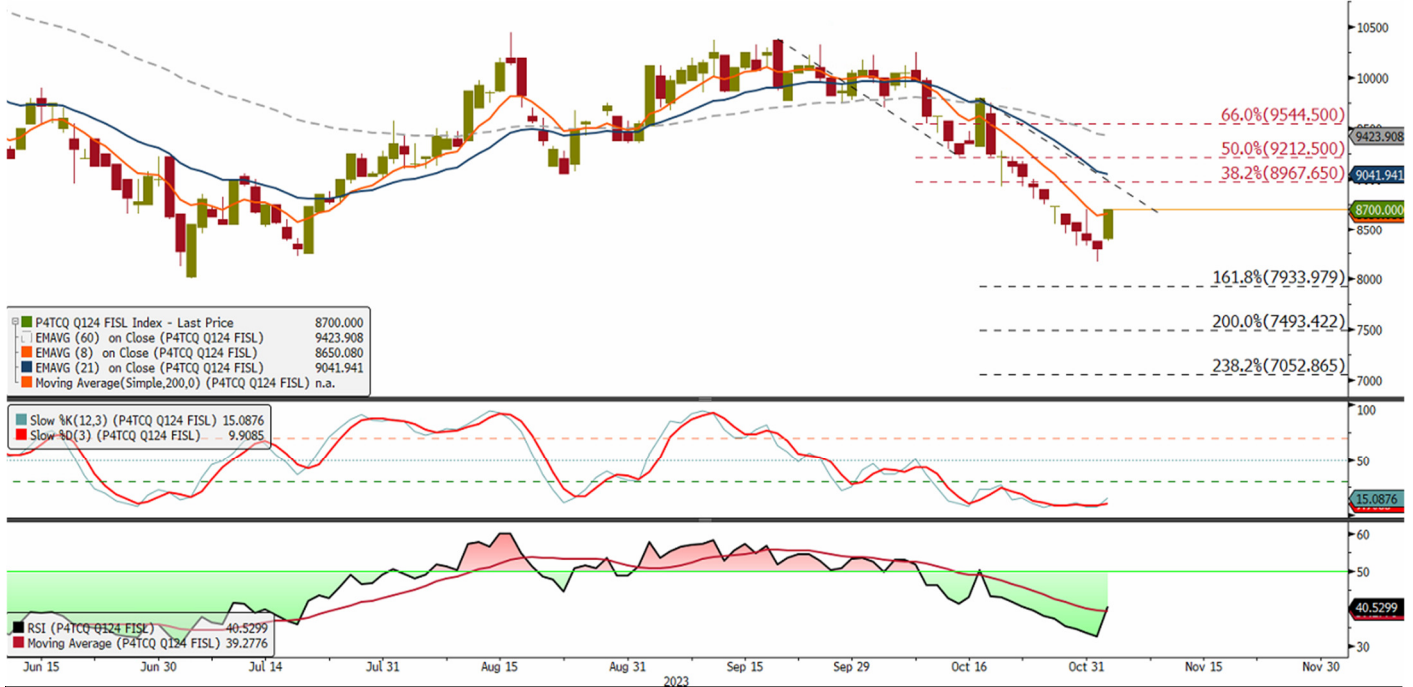 10500
10000
66.0%(9544.500)
9423.908
50.0%(9212.500)
9041.941
38.2%(8967.650)
8700.000
8500
161.8%(7933.979)
8000
200.0%(7493.422)
7500
238.2%(7052.865)
7000
P4TCQ Q124 FISL Index - Last Price 8700.000
EMAVG (60) on Close (P4TCQ Q124 FISL) 9423.908
EMAVG (8) on Close (P4TCQ Q124 FISL) 8650.080
EMAVG (21) on Close (P4TCQ Q124 FISL) 9041.941
Moving Average(Simple,200,0) (P4TCQ Q124 FISL) n.a.
100
Slow %K(12,3) (P4TCQ Q124 FISL) 15.0876
Slow %D(3) (P4TCQ Q124 FISL) 9.9085
50
15.0876
60
50
40.5299
RSI (P4TCQ Q124 FISL) 40.5299
Moving Average (P4TCQ Q124 FISL) 39.2776
30
Jun 15 Jun 30 Jul 14 Jul 31 Aug 15 Aug 31 Sep 15 Sep 29 Oct 16 Oct 31 Nov 15 Nov 30
2023